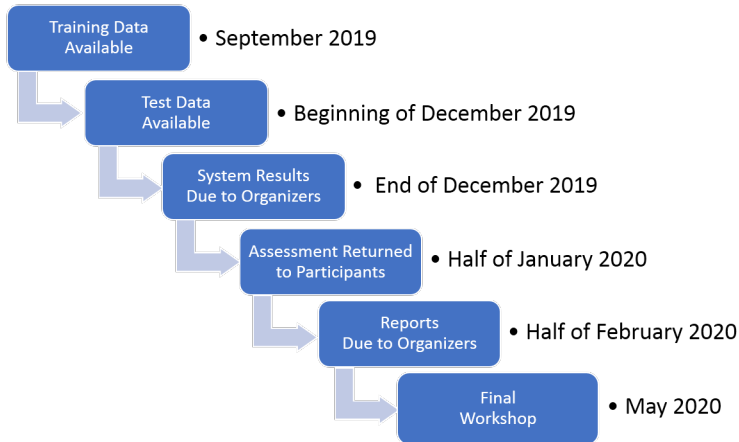 Training Data
Available
• September 2019
Test Data
Available
• Beginning of December 2019
System Results
Due to Organizers
• End of December 2019
Assessment Returned
to Participants
• Half of January 2020
Reports
Due to Organizers
• Half of February 2020
Final
Workshop
• May 2020